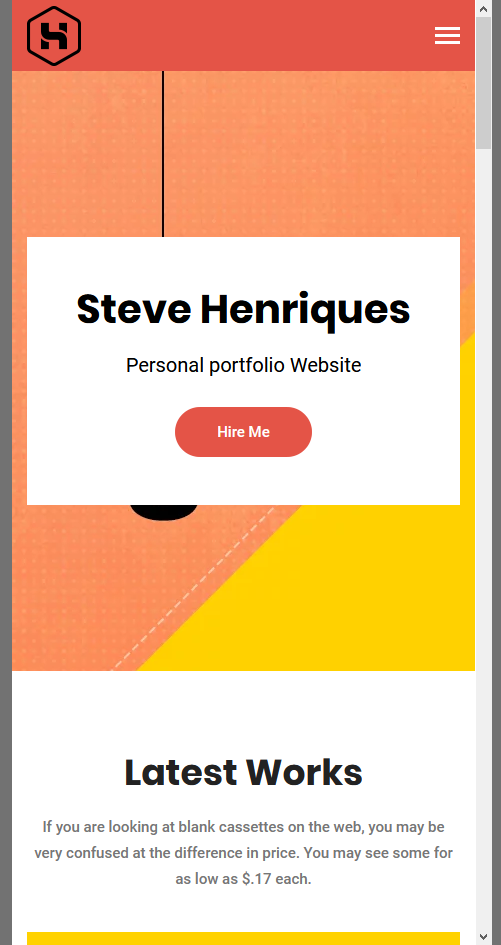 Steve Henriques
Personal portfolio Website
Hire Me
Latest Works
If you are looking at blank cassettes on the web, you may be
very confused at the difference in price. You may see some for
as low as $.17 each.